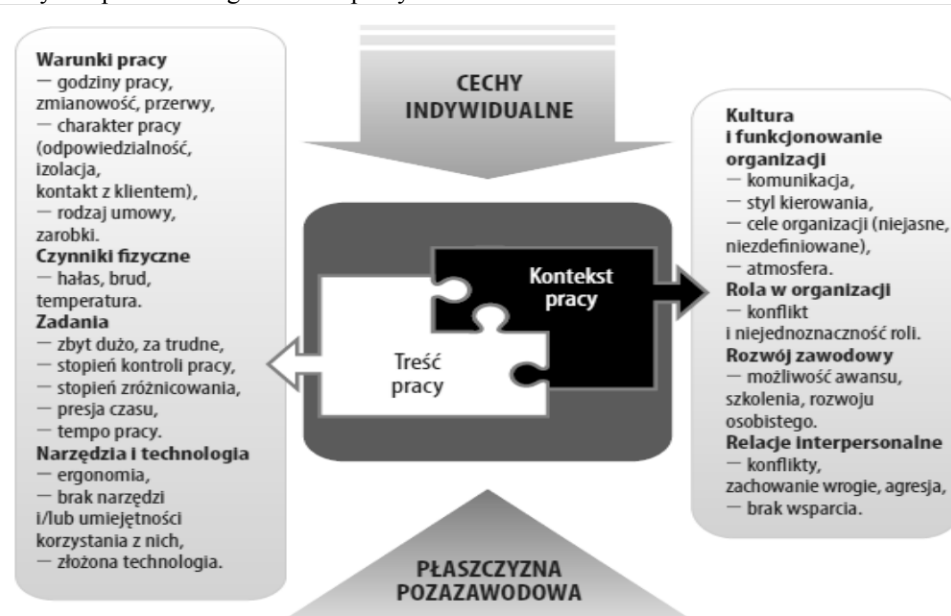 Warunki pracy
— godziny pracy,
zmianowość, przerwy,
— charakter pracy
(odpowiedzialność,
izolacja,
kontakt z klientem),
— rodzaj umowy,
zarobki.
Czynniki fizyczne
— hałas, brud,
temperatura.
Zadania
— zbyt dużo, za trudne,
— stopień kontroli pracy,
— stopień zróżnicowania,
— presja czasu,
— tempo pracy.
Narzędzia i technologia
— ergonomia,
— brak narzędzi
i/lub umiejętności
korzystania z nich,
— złożona technologia.
CECHY
INDYWIDUALNE
Kontekst
pracy
Treść
pracy
PŁASZCZYZNA
POZAZAWODOWA
Kultura
i funkcjonowanie
organizacji
— komunikacja,
— styl kierowania,
— cele organizacji (niejasne,
niezdefiniowane),
— atmosfera.
Rola w organizacji
— konflikt
i niejednoznaczność roli.
Rozwój zawodowy
— możliwość awansu,
szkolenia, rozwoju
osobistego.
Relacje interpersonalne
— konflikty,
zachowanie wrogie, agresja,
— brak wsparcia.